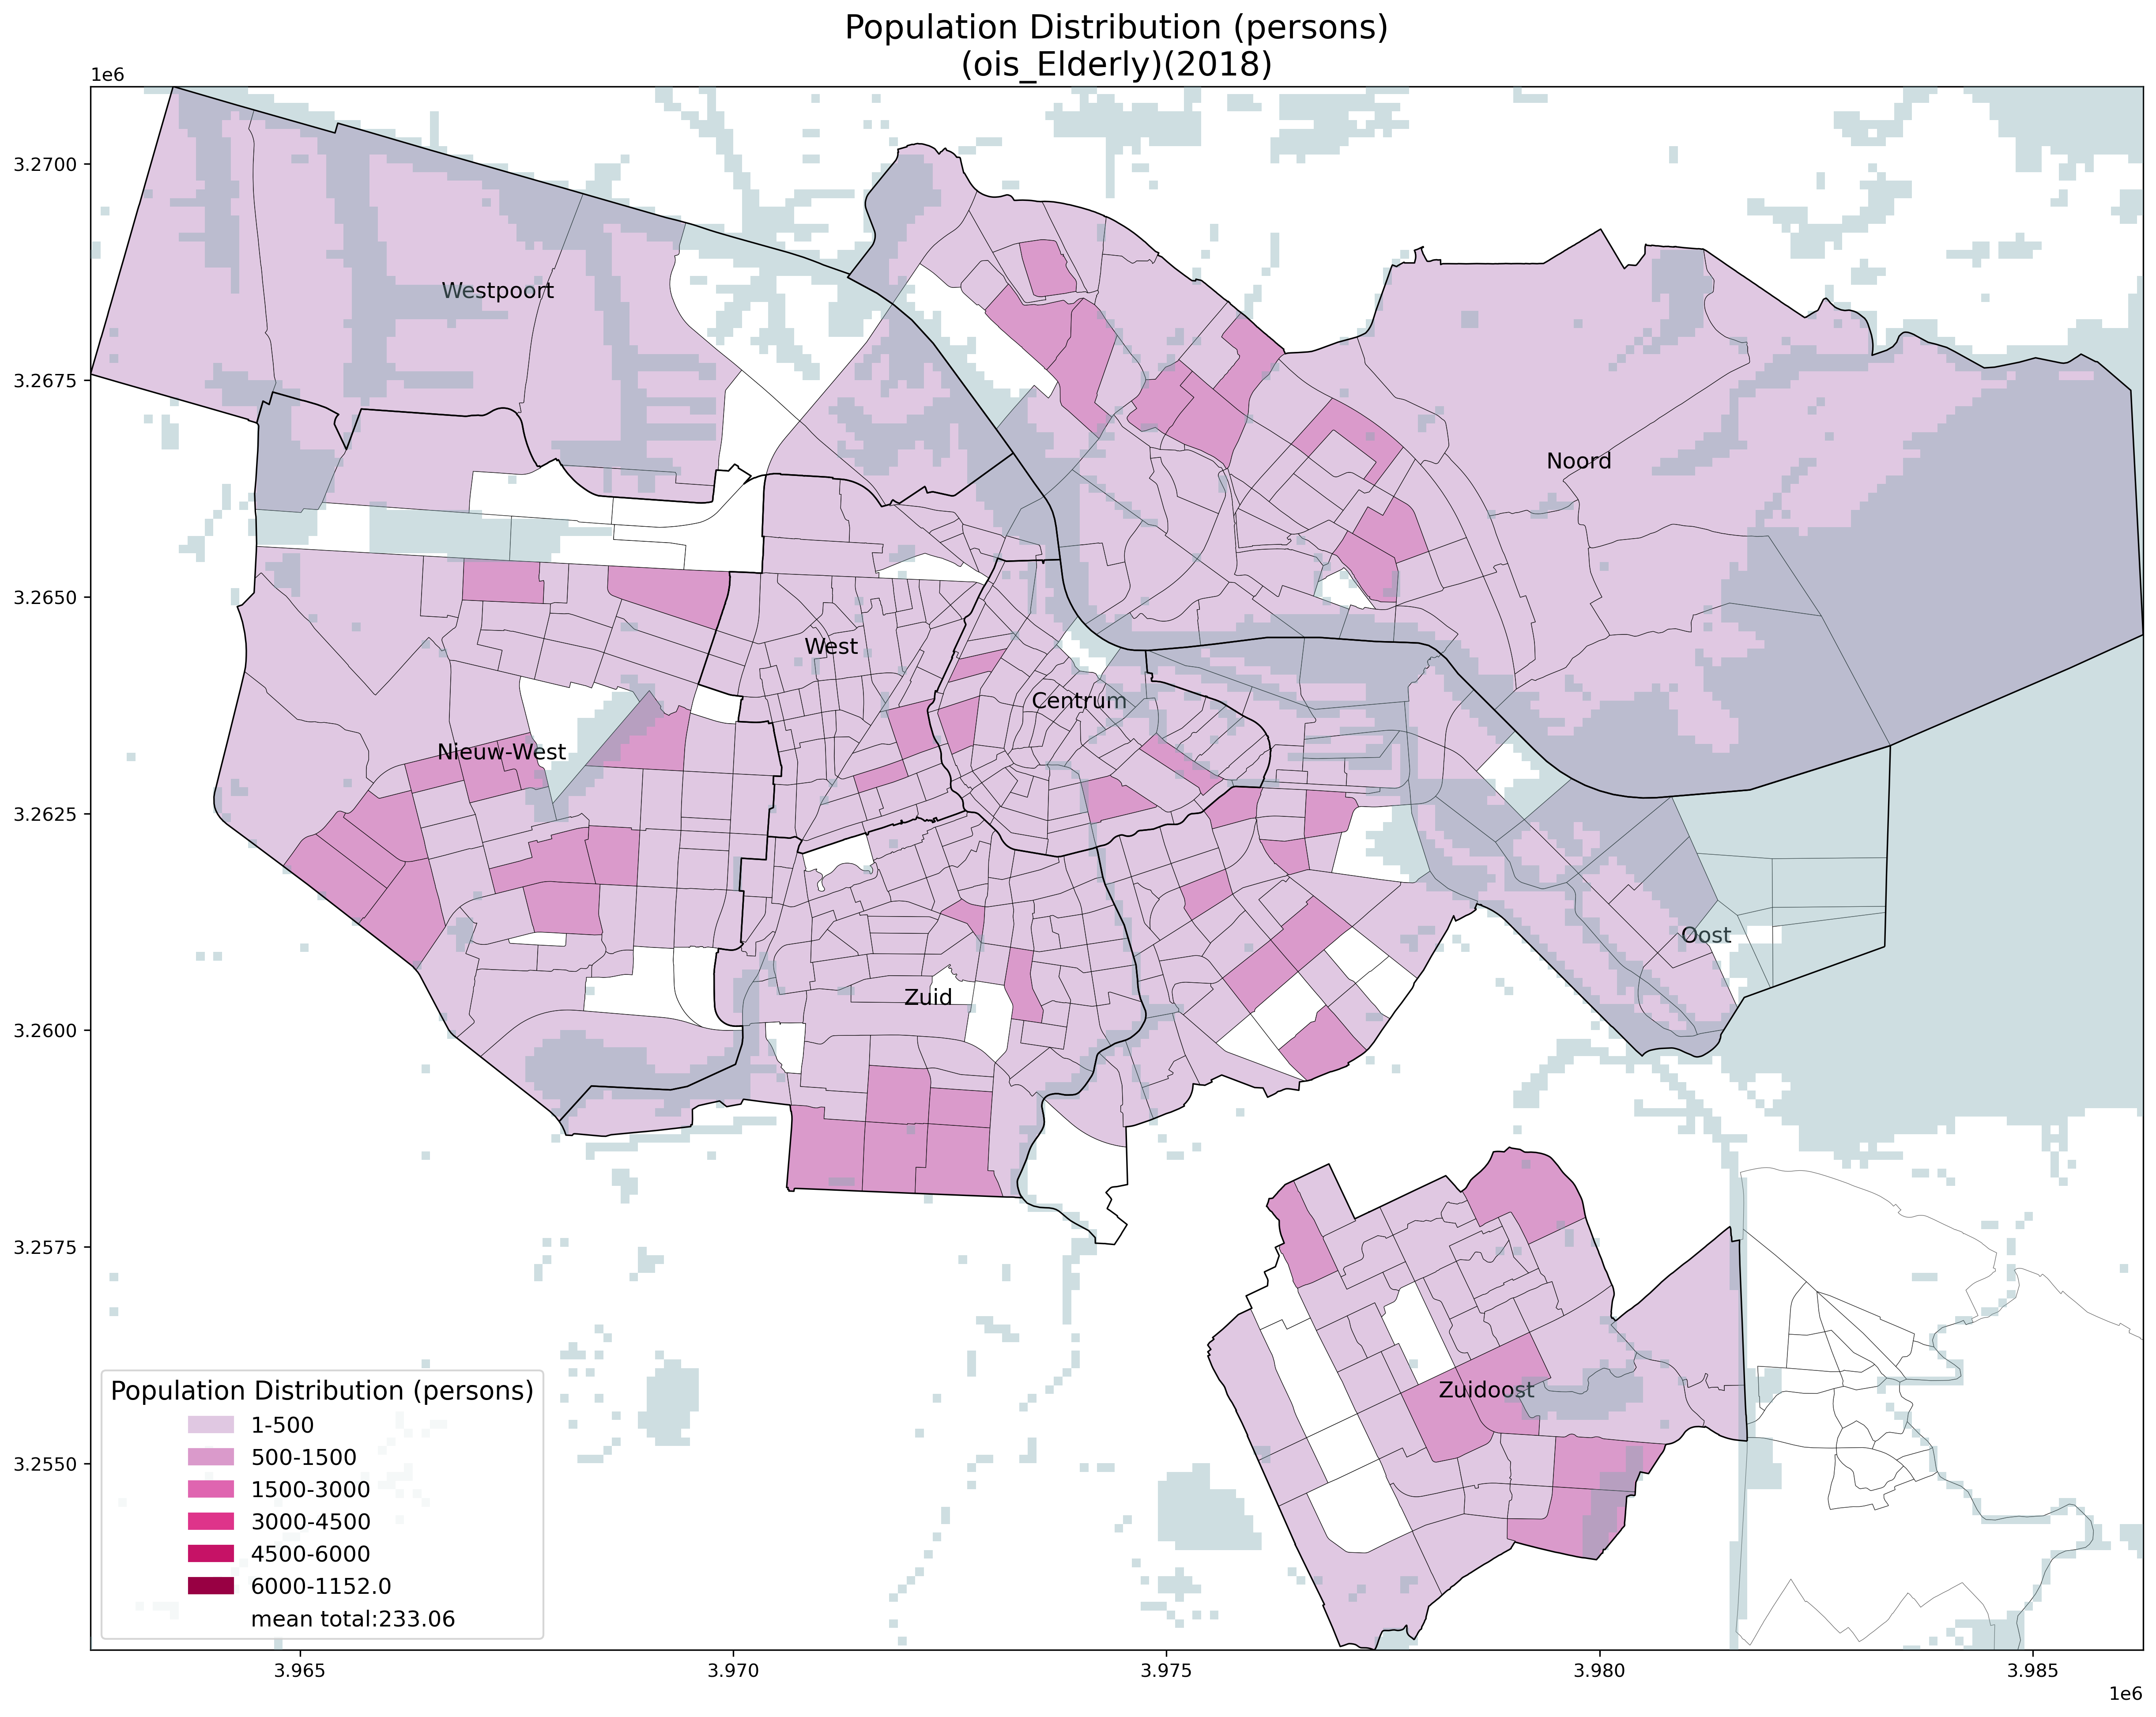 Population Distribution (persons)
(ois_Elderly)(2018)
1e6
3.2700
3.2675
3.2650
3.2625
3.2600
3.2575
3.2550
Westpoort
Noord
West
Centrum
Nieuw-West
Oost
Zuid
Zuidoost
Population Distribution (persons)
1-500
500-1500
1500-3000
3000-4500
4500-6000
6000-1152.0
mean total:233.06
3.965
3.970
3.975
3.980
3.985
1e6